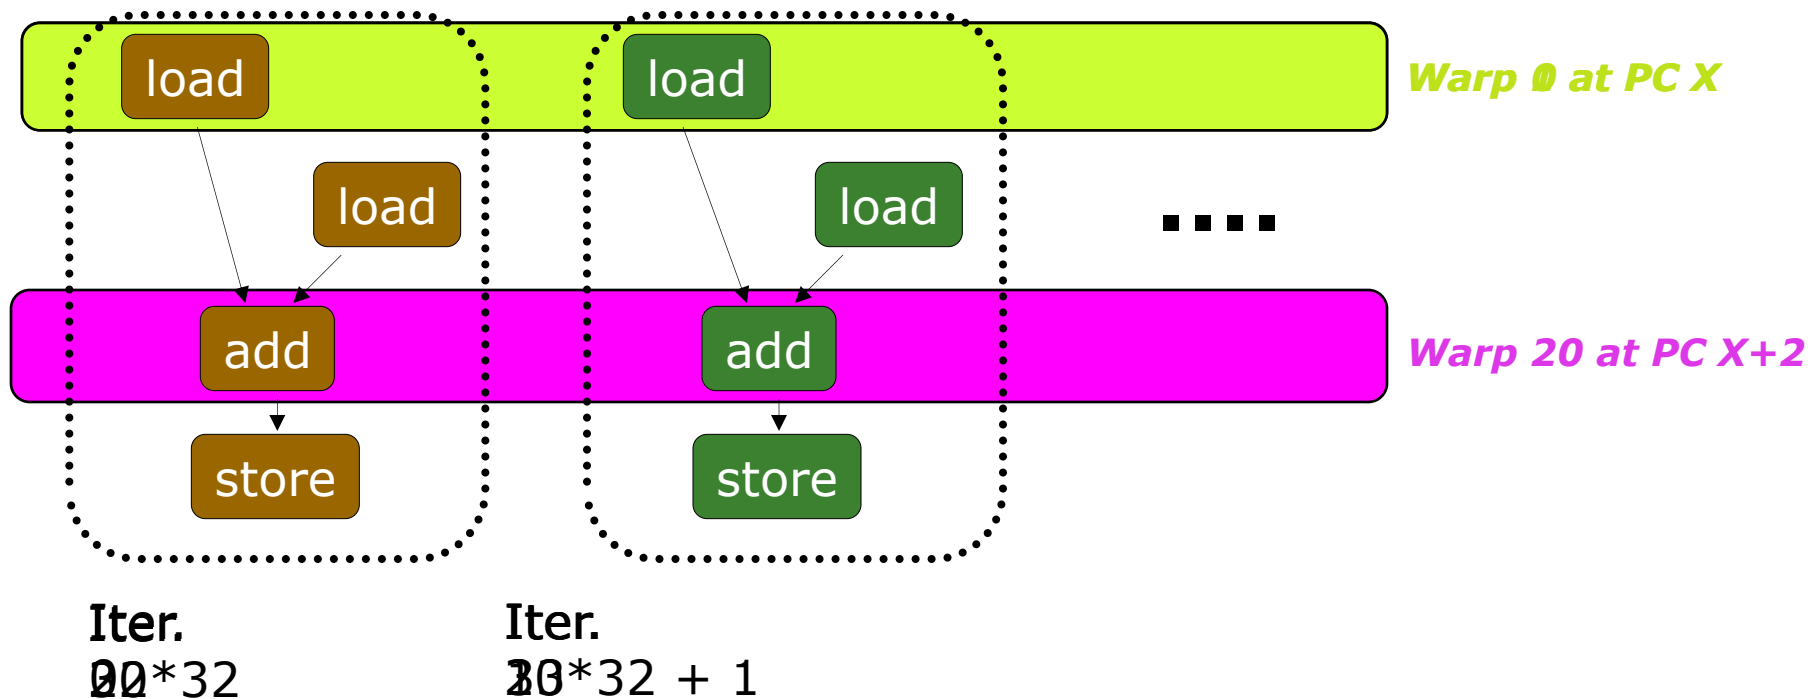 load load
Warp at PC X
load load
add add
Warp 20 at PC X+2
store store
Iter. Iter.
*32 *32 + 1